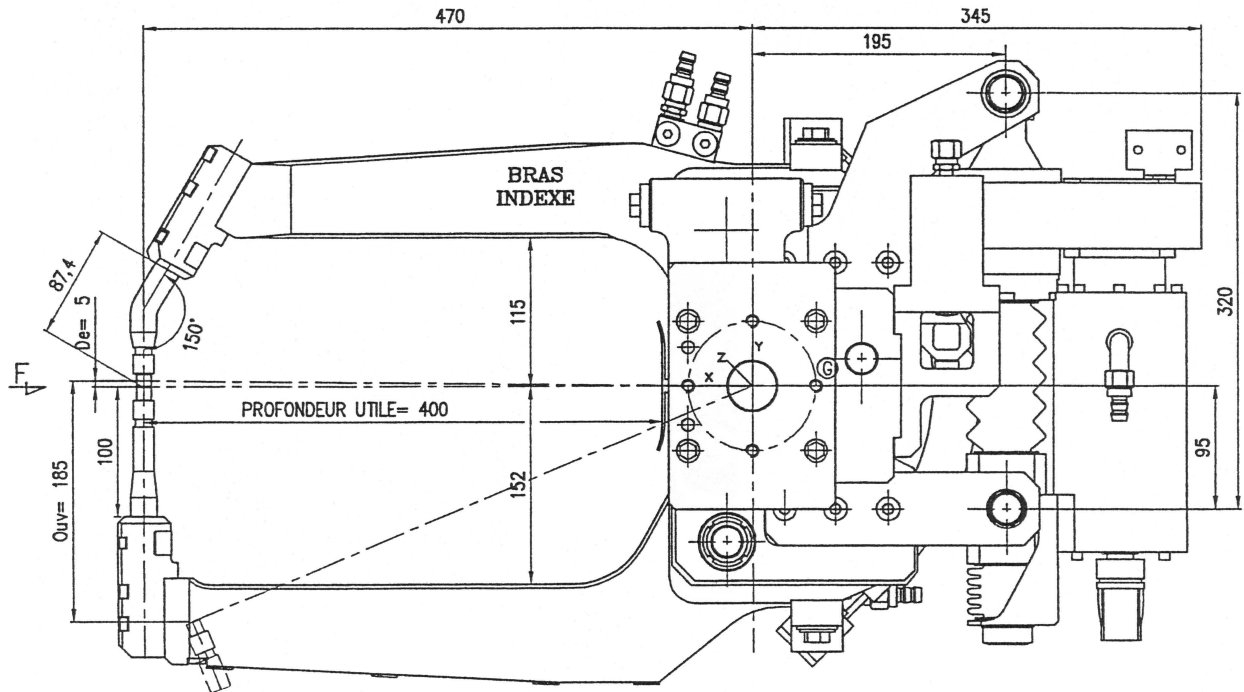 470
345
195
BRAS
INDEXE
87,4
150°
De= 5
115
320
Y
Z
X
G
F
PROFONDEUR UTILE= 400
100
152
95
Ouv= 185